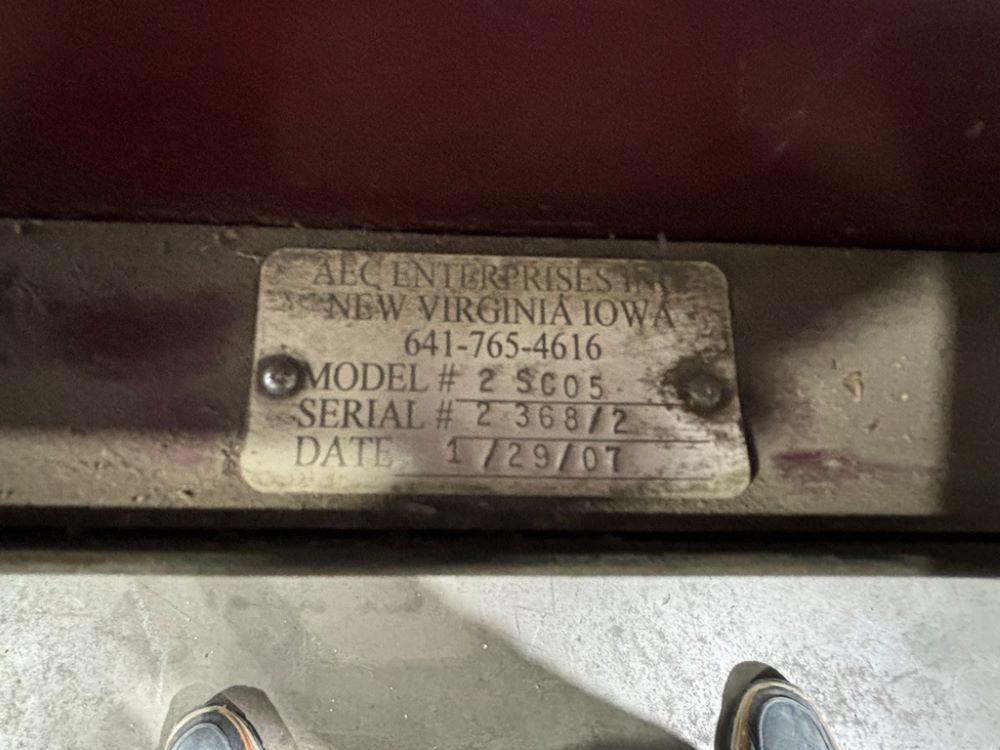 AEC ENTERPRISES INC
NEW VIRGINIA IOWA
641-765-4616
MODEL # 2 SC05
SERIAL # 2 368/2
DATE 1/29/07